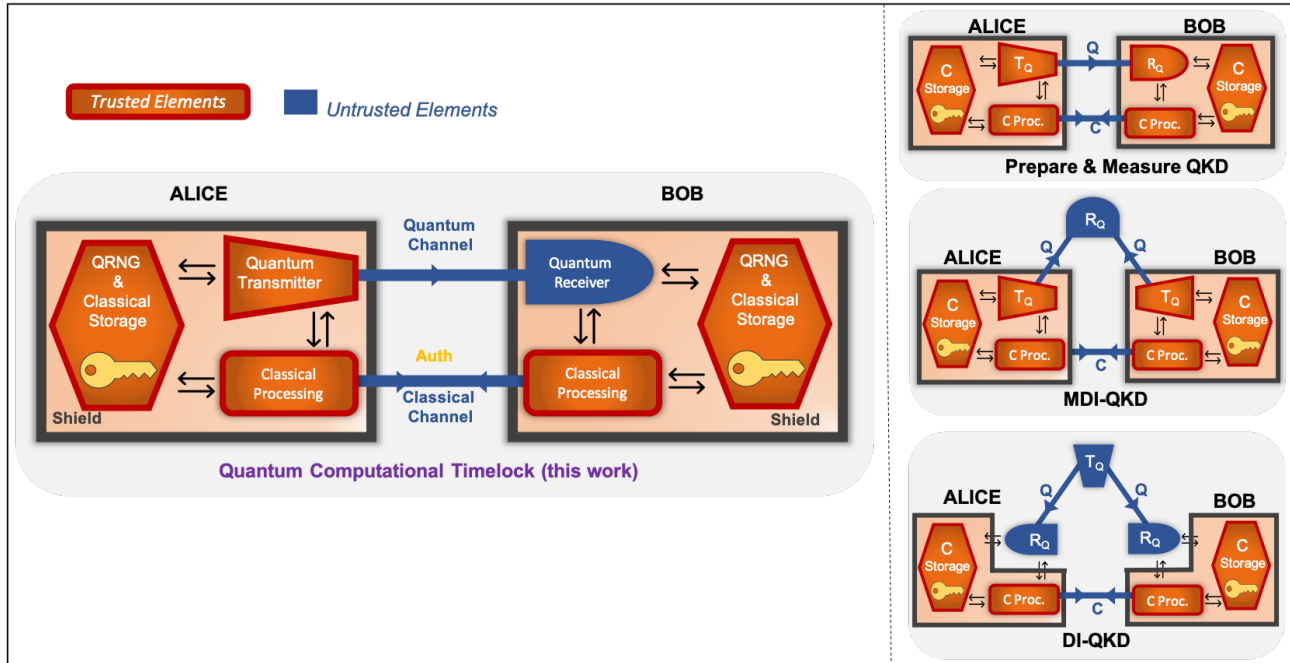 Trusted Elements
Untrusted Elements
ALICE
BOB
Quantum
Channel
QRNG
&
Classical
Storage
Quantum
Transmitter
Quantum
Receiver
QRNG
&
Classical
Storage
Classical
Processing
Auth
Classical
Channel
Classical
Processing
Shield
Shield
Quantum Computational Timelock (this work)
ALICE
BOB
C
Storage
TQ
Q
RQ
C
Storage
C Proc.
C
C Proc.
Prepare & Measure QKD
RQ
Q
Q
ALICE
BOB
C
Storage
TQ
TQ
C
Storage
C Proc.
C
C Proc.
MDI-QKD
TQ
Q
Q
ALICE
BOB
C
Storage
RQ
RQ
C
Storage
C Proc.
C
C Proc.
DI-QKD